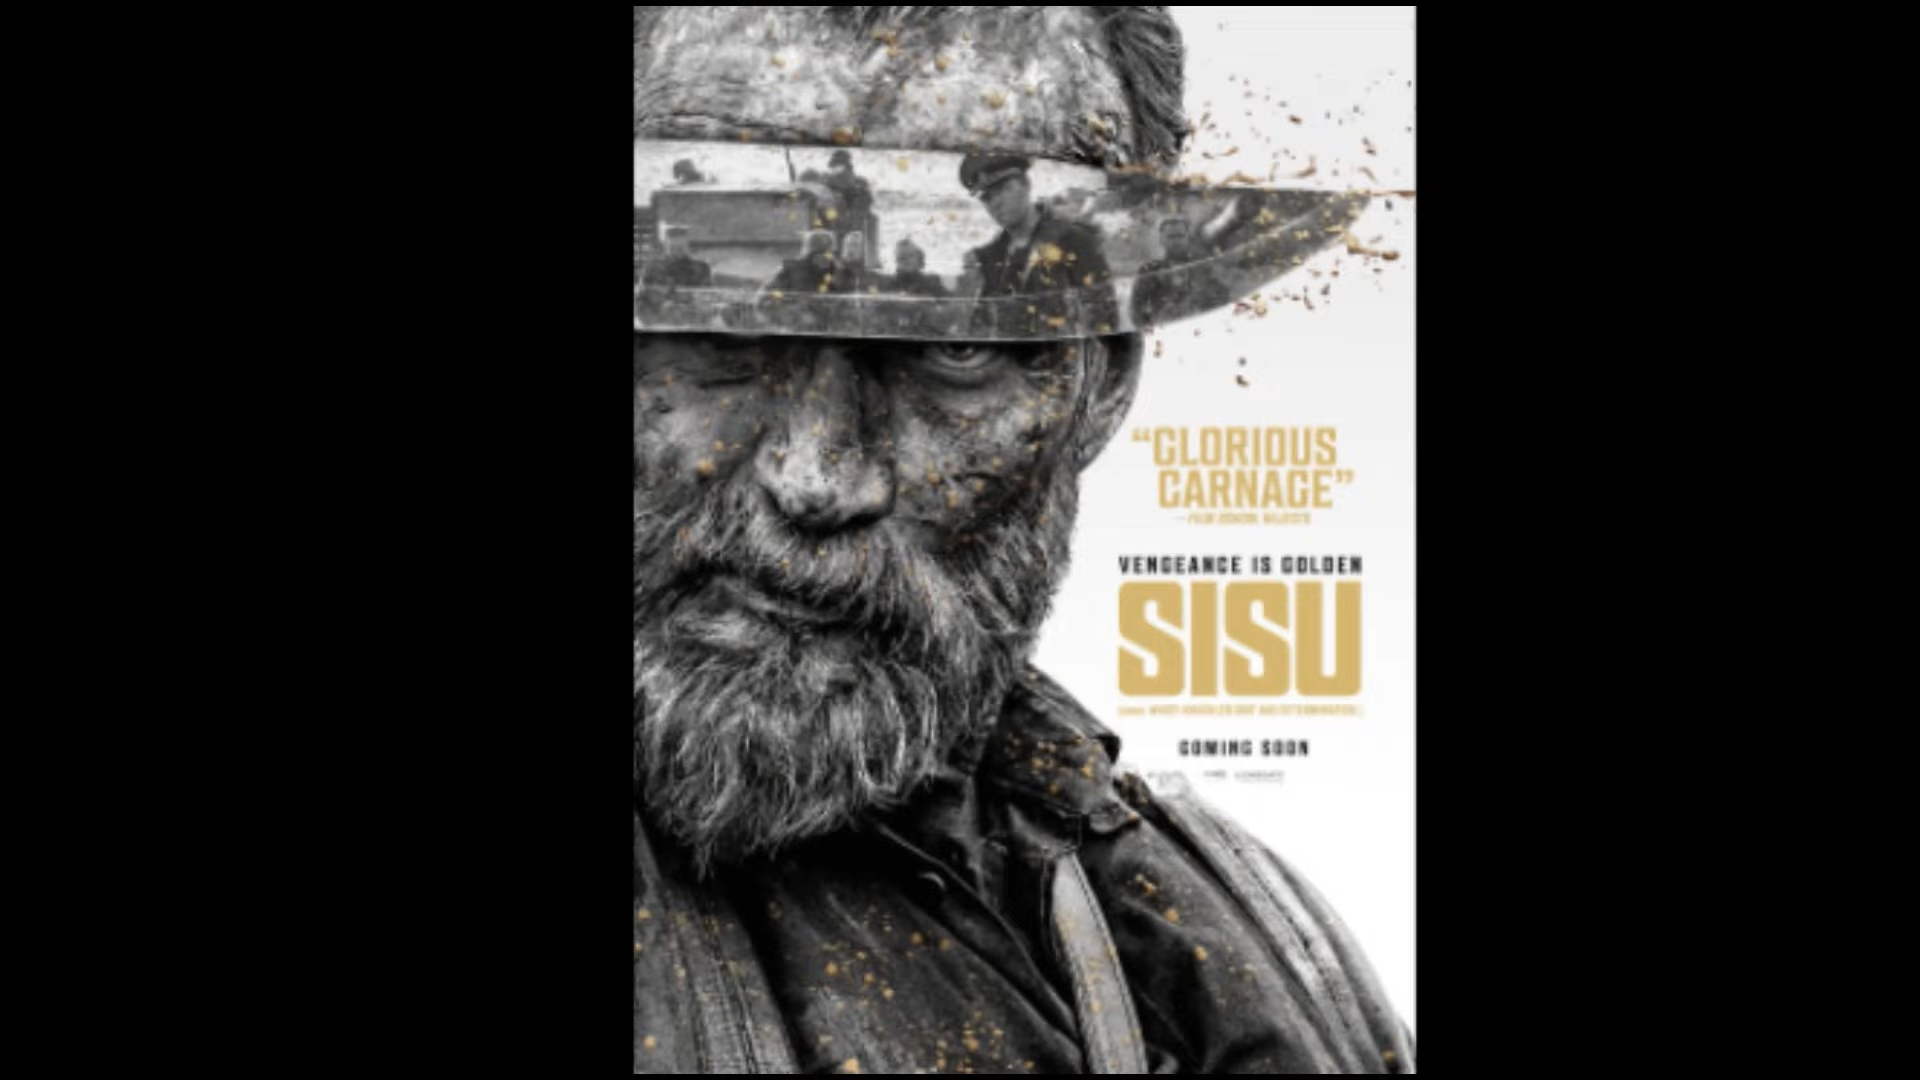 “GLORIOUS
CARNAGE”
VENGEANCE IS GOLDEN
SISU
COMING SOON